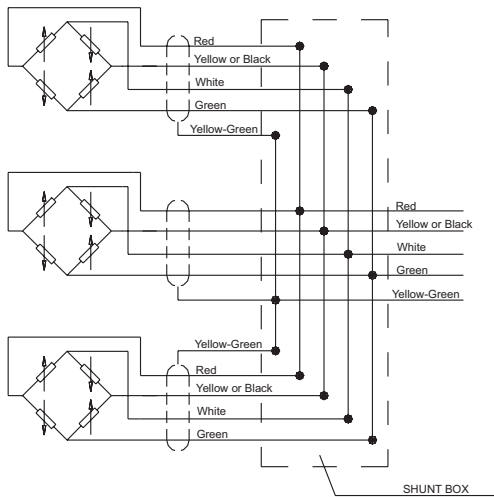 Red
Yellow or Black
White
Green
Yellow-Green
Red
Yellow or Black
White
Green
Yellow-Green
Yellow-Green
Red
Yellow or Black
White
Green
SHUNT BOX